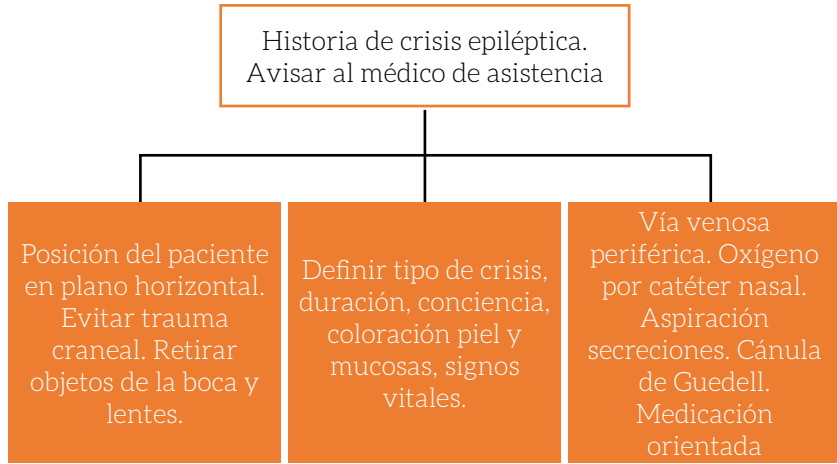 Historia de crisis epiléptica.
Avisar al médico de asistencia
Posición del paciente
en plano horizontal.
Evitar trauma
craneal. Retirar
objetos de la boca y
lentes.
Definir tipo de crisis,
duración, conciencia,
coloración piel y
mucosas, signos
vitales.
Vía venosa
periférica. Oxígeno
por catéter nasal.
Aspiración
secreciones. Cánula
de Guedell.
Medicación
orientada